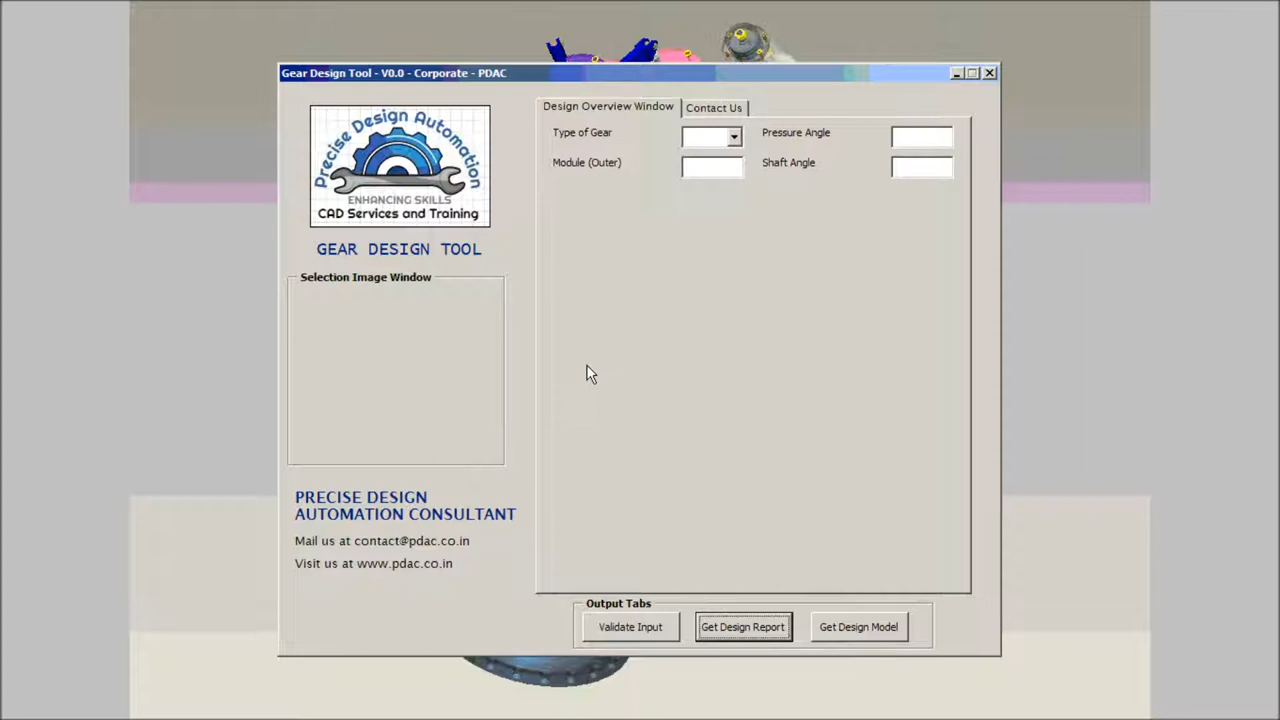 Gear Design Tool - V0.0 - Corporate - PDAC
Precise Design Automation
ENHANCING SKILLS
CAD Services and Training
GEAR DESIGN TOOL
Selection Image Window
PRECISE DESIGN
AUTOMATION CONSULTANT
Mail us at contact@pdac.co.in
Visit us at www.pdac.co.in
Design Overview Window
Contact Us
Type of Gear
Pressure Angle
Module (Outer)
Shaft Angle
Output Tabs
Validate Input
Get Design Report
Get Design Model